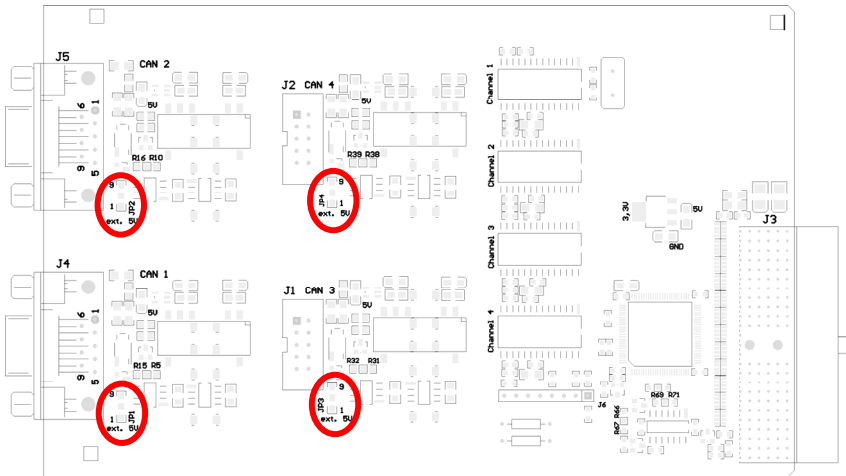 J5
CAN 2
6
1
5V
9
5
R16 R10
9
1
JP2
ext. 5V
J2 CAN 4
5V
R39 R38
9
JP4
1
ext. 5V
J4
CAN 1
6
1
5V
9
5
R15 R5
9
1
JP1
ext. 5V
J1 CAN 3
5V
R32 R31
9
JP3
1
ext. 5V
Channel 1
Channel 2
Channel 3
Channel 4
3,3V
5V
GND
J3
J6
R69 R71
R66
R67